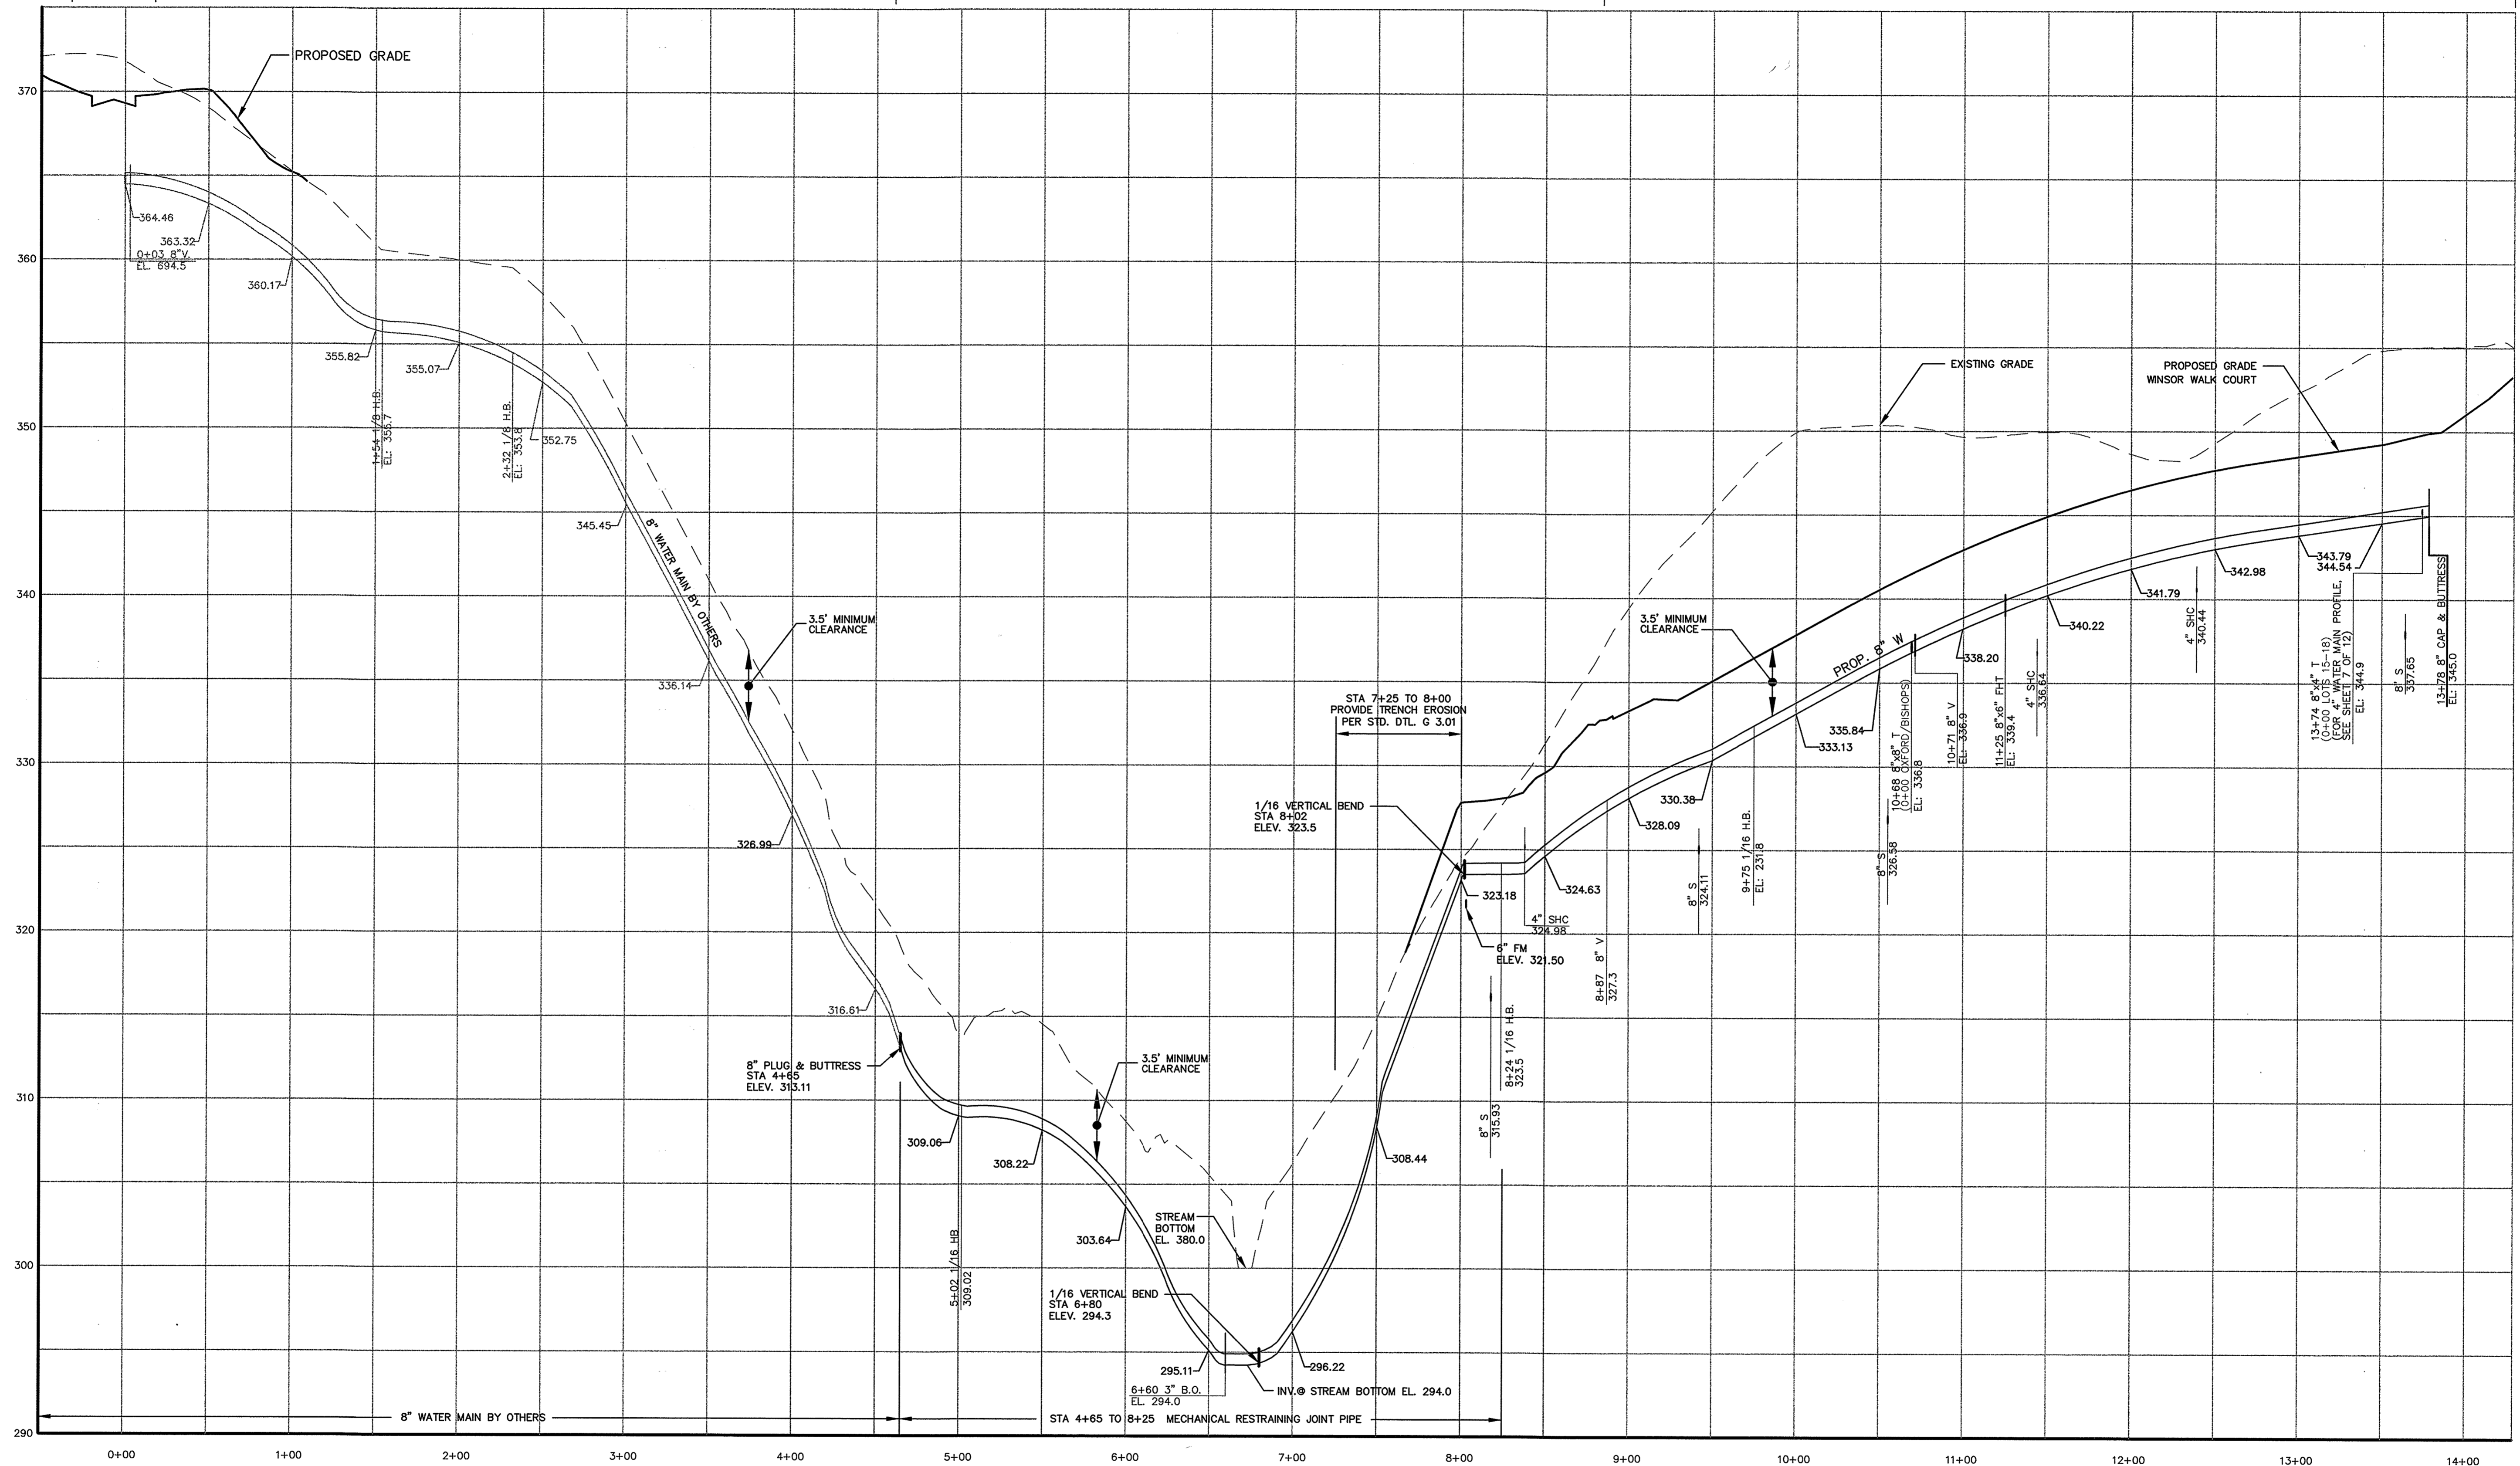 PROPOSED GRADE
370
364.46
363.32
0+03 8"V.
EL. 694.5
360
360.17
355.82
355.07
1+54 1/8 H.B.
EL: 355.7
2+32 1/8 H.B.
EL: 353.8
352.75
EXISTING GRADE
PROPOSED GRADE
WINSOR WALK COURT
350
345.45
8" WATER MAIN BY OTHERS
340
3.5' MINIMUM
CLEARANCE
336.14
3.5' MINIMUM
CLEARANCE
PROP. 8" W
STA 7+25 TO 8+00
PROVIDE TRENCH EROSION
PER STD. DTL. G 3.01
343.79
344.54
342.98
341.79
340.22
338.20
335.84
333.13
4" SHC
340.44
4" SHC
336.64
13+74 8"x4" T
(0+00 LOTS 15-18)
(FOR 4" WATER MAIN PROFILE,
SEE SHEET 7 OF 12)
EL: 344.9
8" S
337.65
13+78 8" CAP & BUTTRESS
EL: 345.0
10+68 8"x8" T
(0+00 OXFORD/BISHOPS)
EL: 336.8
10+71 8" V
EL: 336.9
11+25 8"x6" FHT
EL: 339.4
330
326.99
1/16 VERTICAL BEND
STA 8+02
ELEV. 323.5
330.38
328.09
324.63
323.18
8" S
324.11
9+75 1/16 H.B.
EL: 231.8
8" S
326.58
4" SHC
324.98
320
6" FM
ELEV. 321.50
8+87 8" V
327.3
316.61
8" PLUG & BUTTRESS
STA 4+65
ELEV. 313.11
3.5' MINIMUM
CLEARANCE
8+24 1/16 H.B.
323.5
8" S
315.93
310
309.06
308.22
308.44
303.64
5+02 1/16 HB
309.02
STREAM
BOTTOM
EL. 380.0
300
1/16 VERTICAL BEND
STA 6+80
ELEV. 294.3
295.11
296.22
6+60 3" B.O.
EL. 294.0
INV.@ STREAM BOTTOM EL. 294.0
8" WATER MAIN BY OTHERS
STA 4+65 TO 8+25 MECHANICAL RESTRAINING JOINT PIPE
290
0+00 1+00 2+00 3+00 4+00 5+00 6+00 7+00 8+00 9+00 10+00 11+00 12+00 13+00 14+00